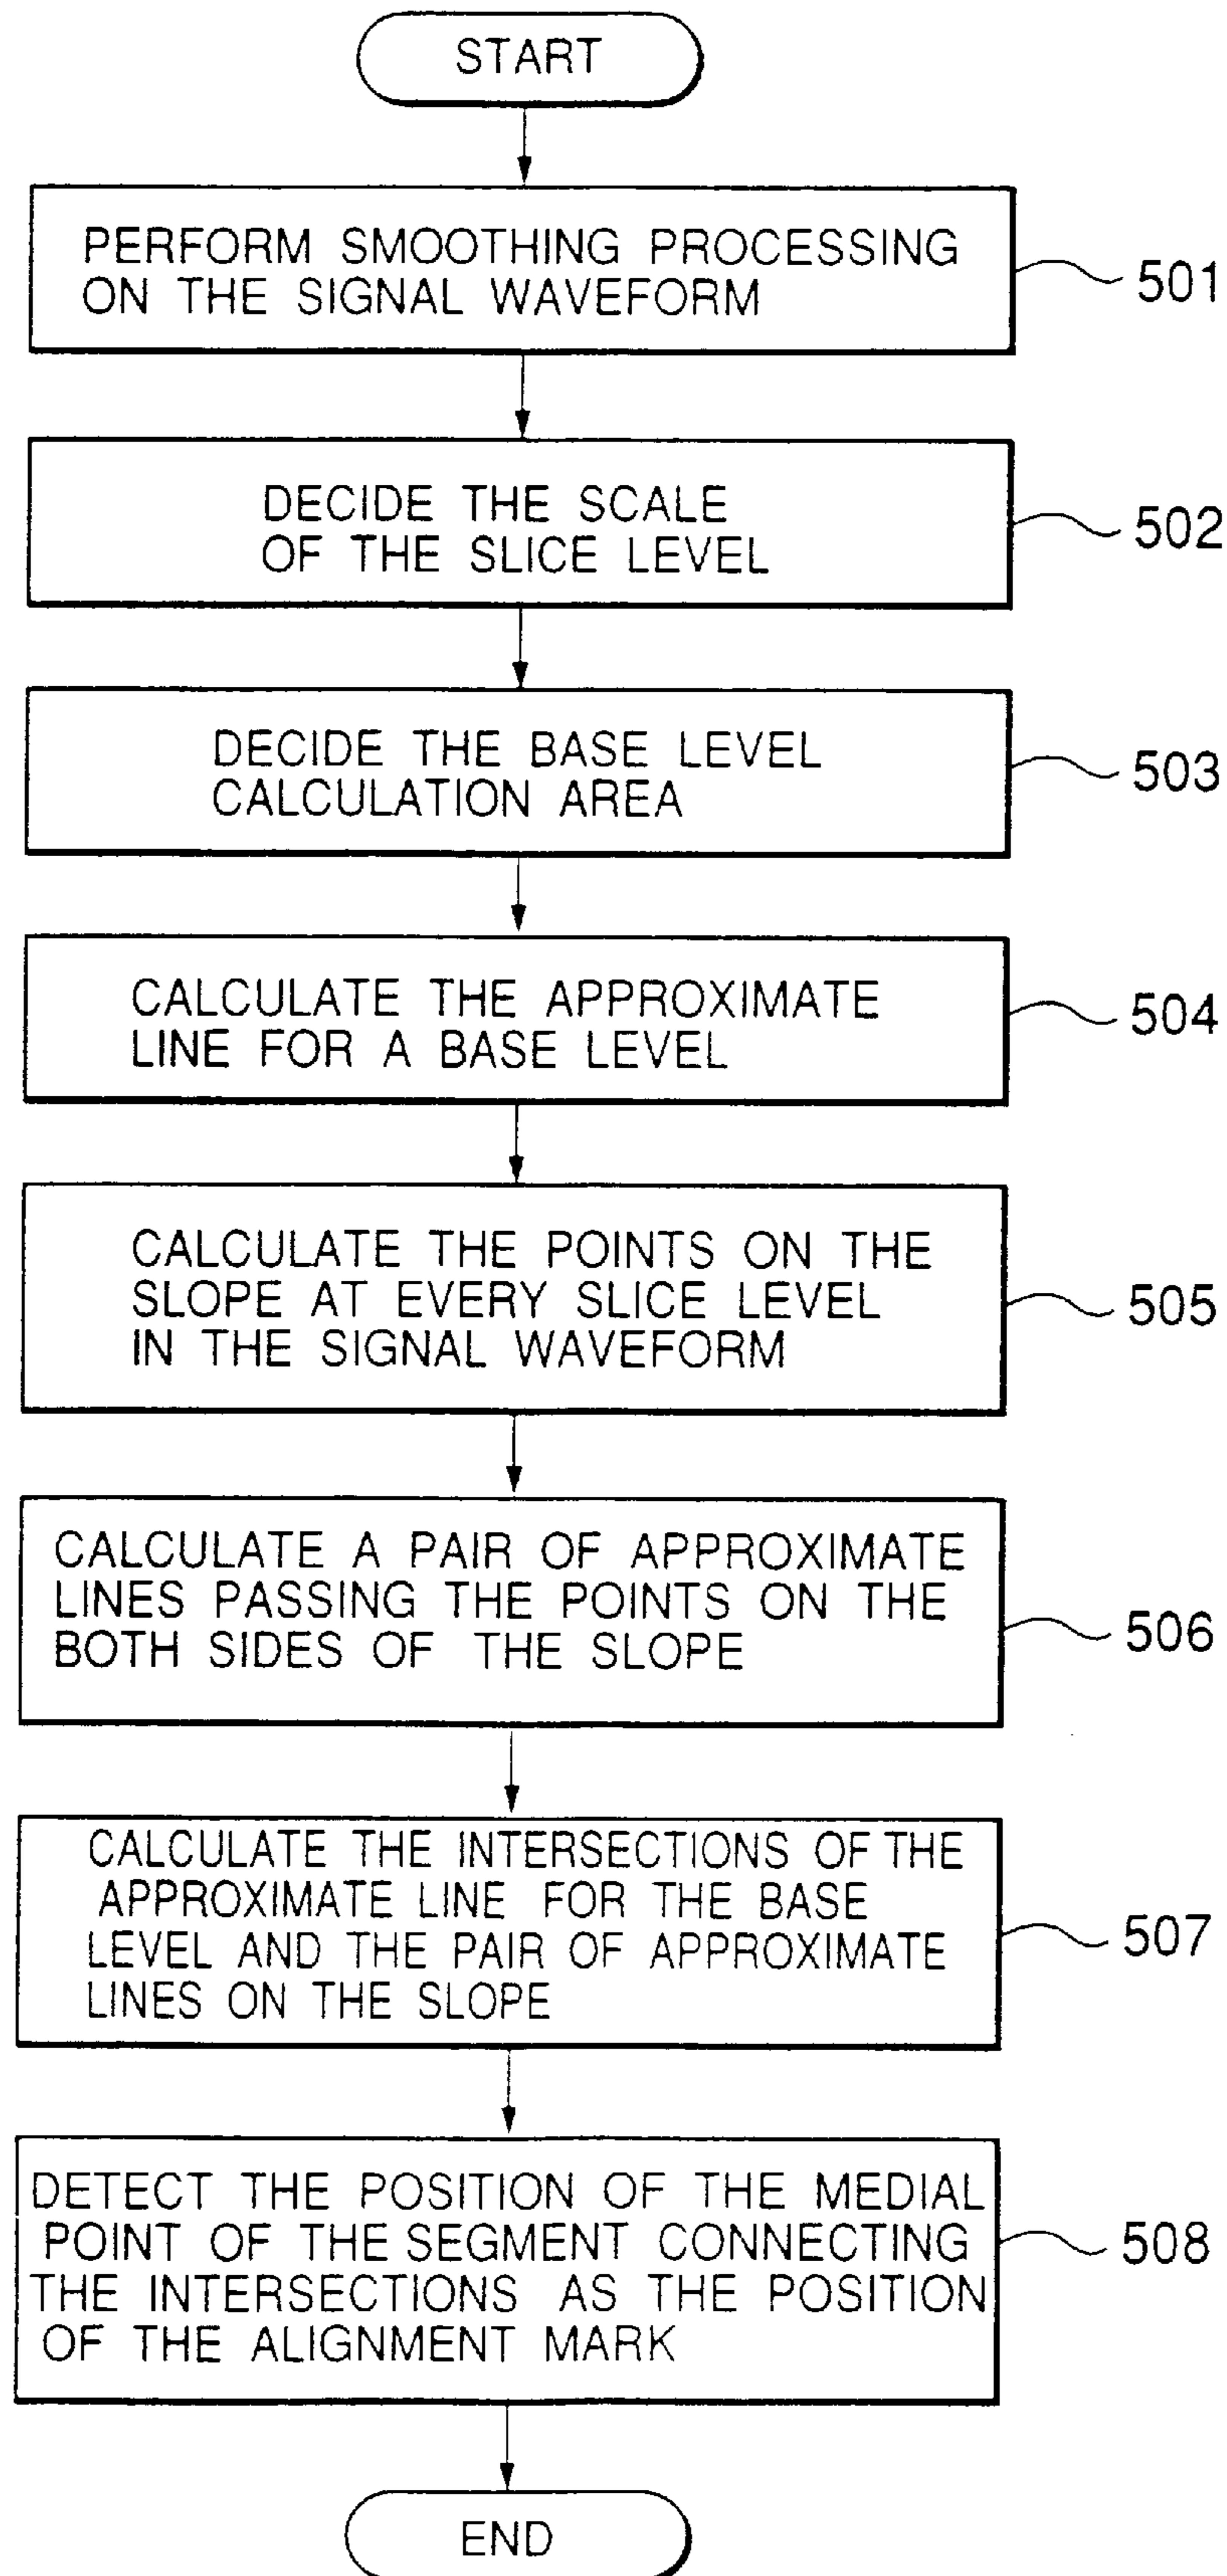 START
PERFORM SMOOTHING PROCESSING
ON THE SIGNAL WAVEFORM
501
DECIDE THE SCALE
OF THE SLICE LEVEL
502
DECIDE THE BASE LEVEL
CALCULATION AREA
503
CALCULATE THE APPROXIMATE
LINE FOR A BASE LEVEL
504
CALCULATE THE POINTS ON THE
SLOPE AT EVERY SLICE LEVEL
IN THE SIGNAL WAVEFORM
505
CALCULATE A PAIR OF APPROXIMATE
LINES PASSING THE POINTS ON THE
BOTH SIDES OF THE SLOPE
506
CALCULATE THE INTERSECTIONS OF THE
APPROXIMATE LINE FOR THE BASE
LEVEL AND THE PAIR OF APPROXIMATE
LINES ON THE SLOPE
507
DETECT THE POSITION OF THE MEDIAL
POINT OF THE SEGMENT CONNECTING
THE INTERSECTIONS AS THE POSITION
OF THE ALIGNMENT MARK
508
END